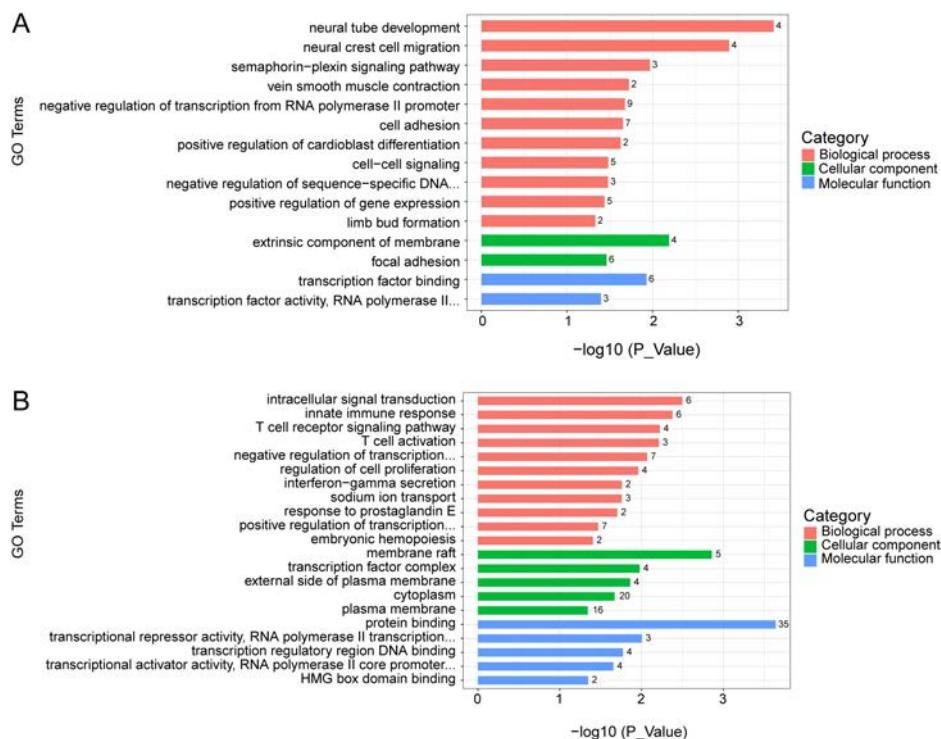 A
GO Terms
neural tube development 4
neural crest cell migration 4
semaphorin−plexin signaling pathway 3
vein smooth muscle contraction 2
negative regulation of transcription from RNA polymerase II promoter 9
cell adhesion 7
positive regulation of cardioblast differentiation 2
cell−cell signaling 5
negative regulation of sequence−specific DNA... 3
positive regulation of gene expression 5
limb bud formation 2
extrinsic component of membrane 4
focal adhesion 6
transcription factor binding 6
transcription factor activity, RNA polymerase II... 3
0 1 2 3
−log10 (P_Value)
Category
Biological process
Cellular component
Molecular function
B
GO Terms
intracellular signal transduction 6
innate immune response 6
T cell receptor signaling pathway 4
T cell activation 3
negative regulation of transcription... 7
regulation of cell proliferation 4
interferon−gamma secretion 2
sodium ion transport 3
response to prostaglandin E 2
positive regulation of transcription... 7
embryonic hemopoiesis 2
membrane raft 5
transcription factor complex 4
external side of plasma membrane 4
cytoplasm 20
plasma membrane 16
protein binding 35
transcriptional repressor activity, RNA polymerase II transcription... 3
transcription regulatory region DNA binding 4
transcriptional activator activity, RNA polymerase II core promoter... 4
HMG box domain binding 2
0 1 2 3
−log10 (P_Value)
Category
Biological process
Cellular component
Molecular function